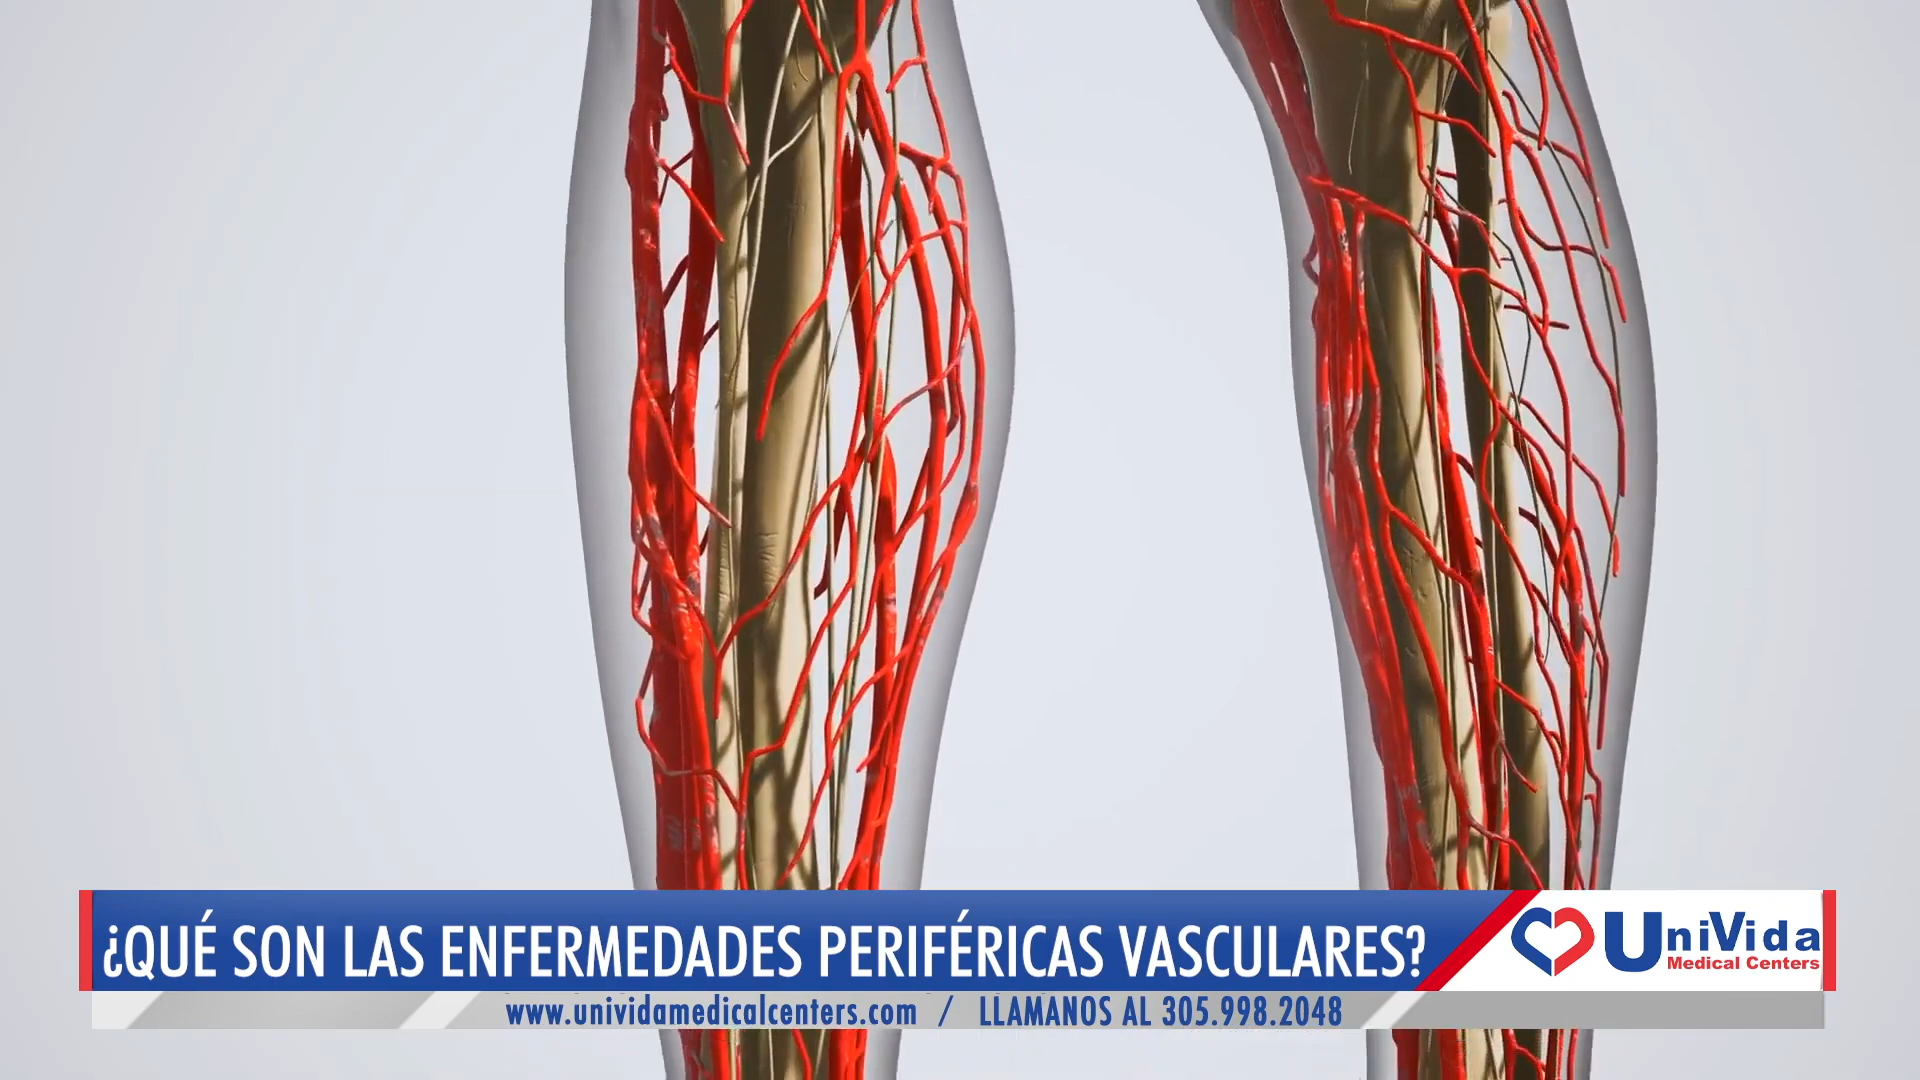 ¿QUÉ SON LAS ENFERMEDADES PERIFÉRICAS VASCULARES?
UniVida
Medical Centers
www.unividamedicalcenters.com / LLAMANOS AL 305.998.2048